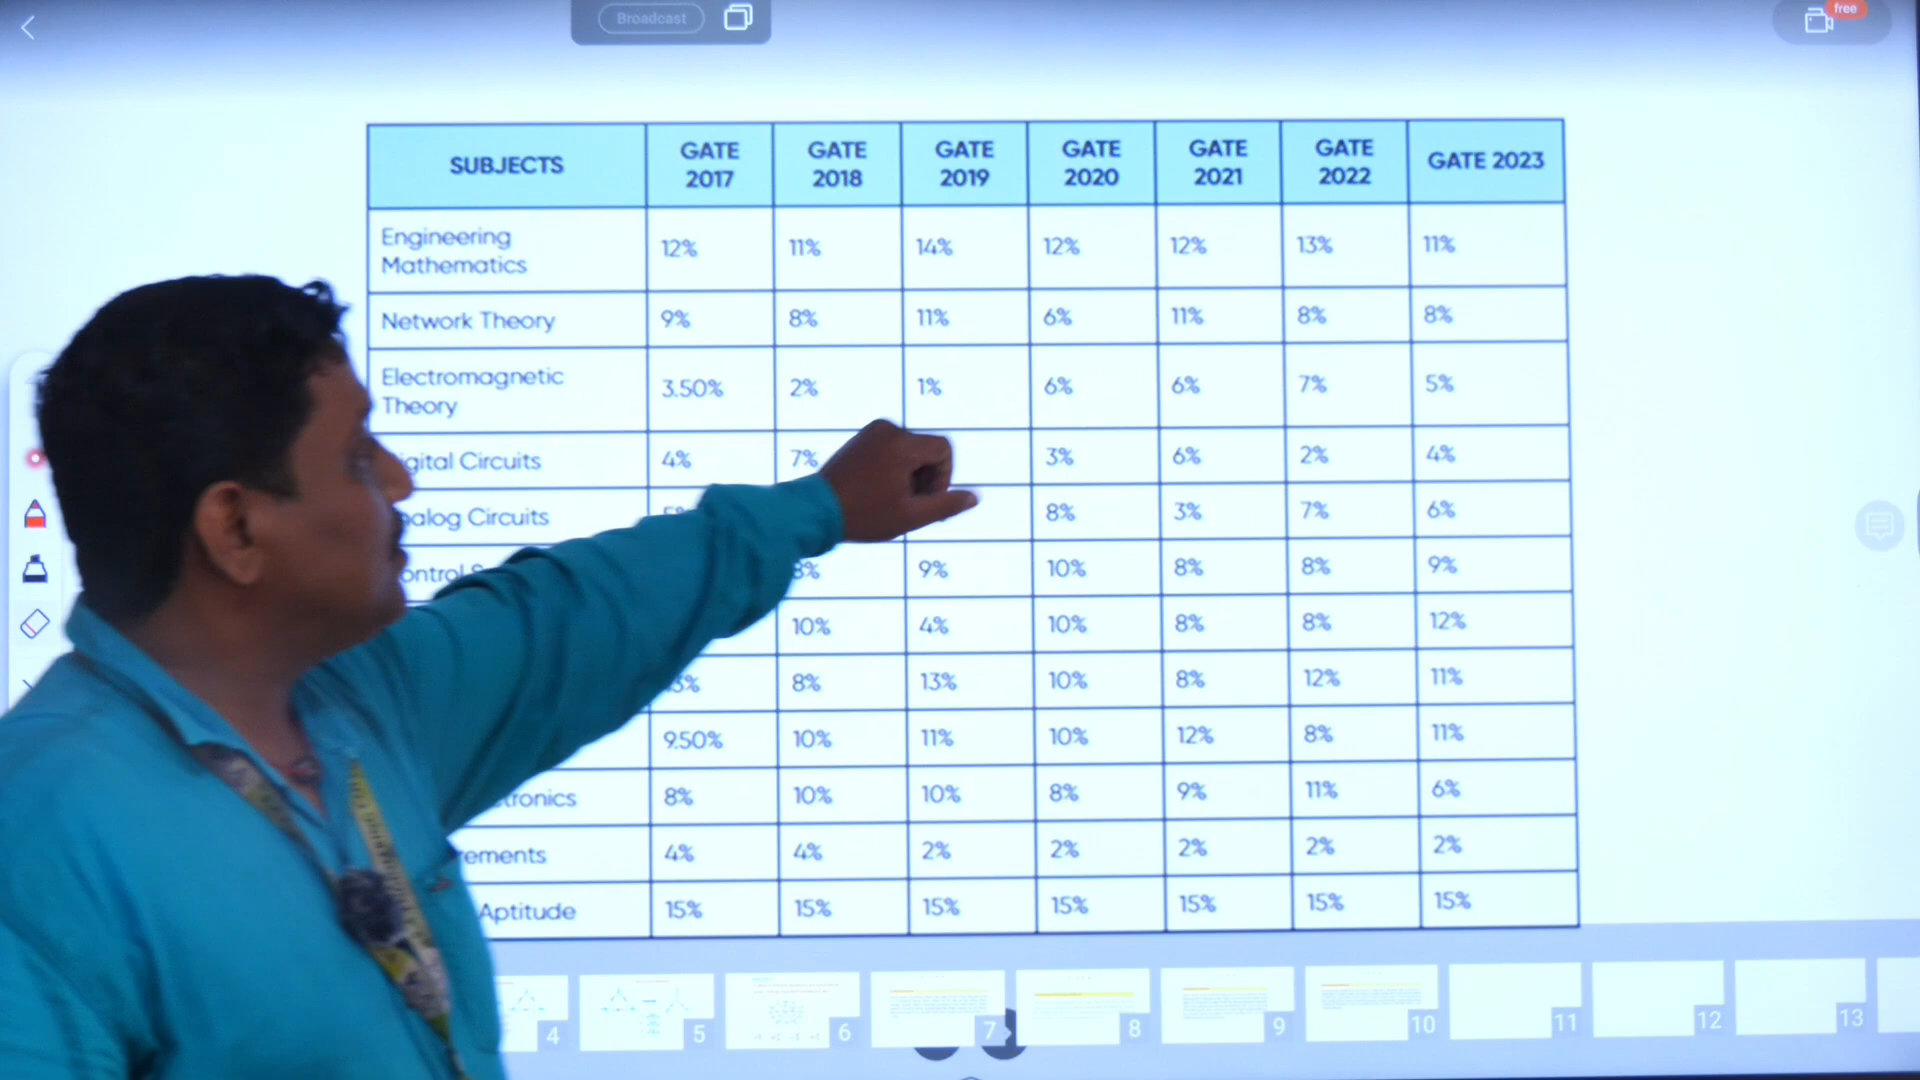 Broadcast
free
SUBJECTS GATE 2017 GATE 2018 GATE 2019 GATE 2020 GATE 2021 GATE 2022 GATE 2023
Engineering Mathematics 12% 11% 14% 12% 12% 13% 11%
Network Theory 9% 8% 11% 6% 11% 8% 8%
Electromagnetic Theory 3.50% 2% 1% 6% 6% 7% 5%
Circuits 4% 7% 3% 6% 2% 4%
Circuits 8% 3% 7% 6%
9% 10% 8% 8% 9%
10% 4% 10% 8% 8% 12%
8% 13% 10% 8% 12% 11%
9.50% 10% 11% 10% 12% 8% 11%
8% 10% 10% 8% 9% 11% 6%
4% 4% 2% 2% 2% 2% 2%
Aptitude 15% 15% 15% 15% 15% 15% 15%
4 5 6 7 8 9 10 11 12 13